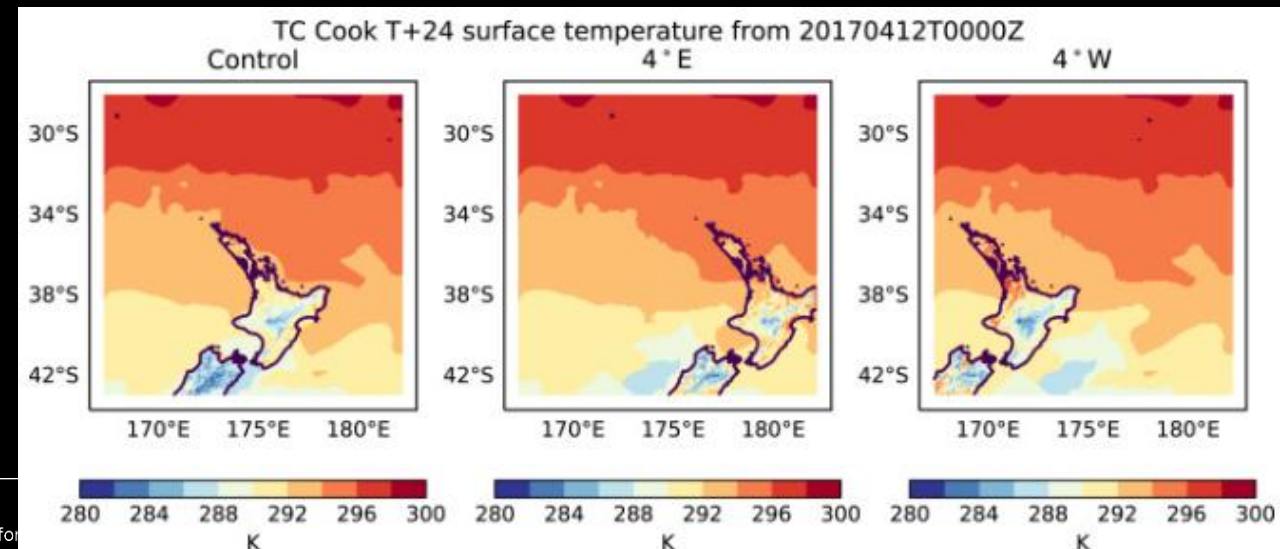 TC Cook T+24 surface temperature from 20170412T0000Z
Control
4°E
4°W
30°S
34°S
38°S
42°S
170°E 175°E 180°E
30°S
34°S
38°S
42°S
170°E 175°E 180°E
30°S
34°S
38°S
42°S
170°E 175°E 180°E
280 284 288 292 296 300
K
280 284 288 292 296 300
K
280 284 288 292 296 300
K